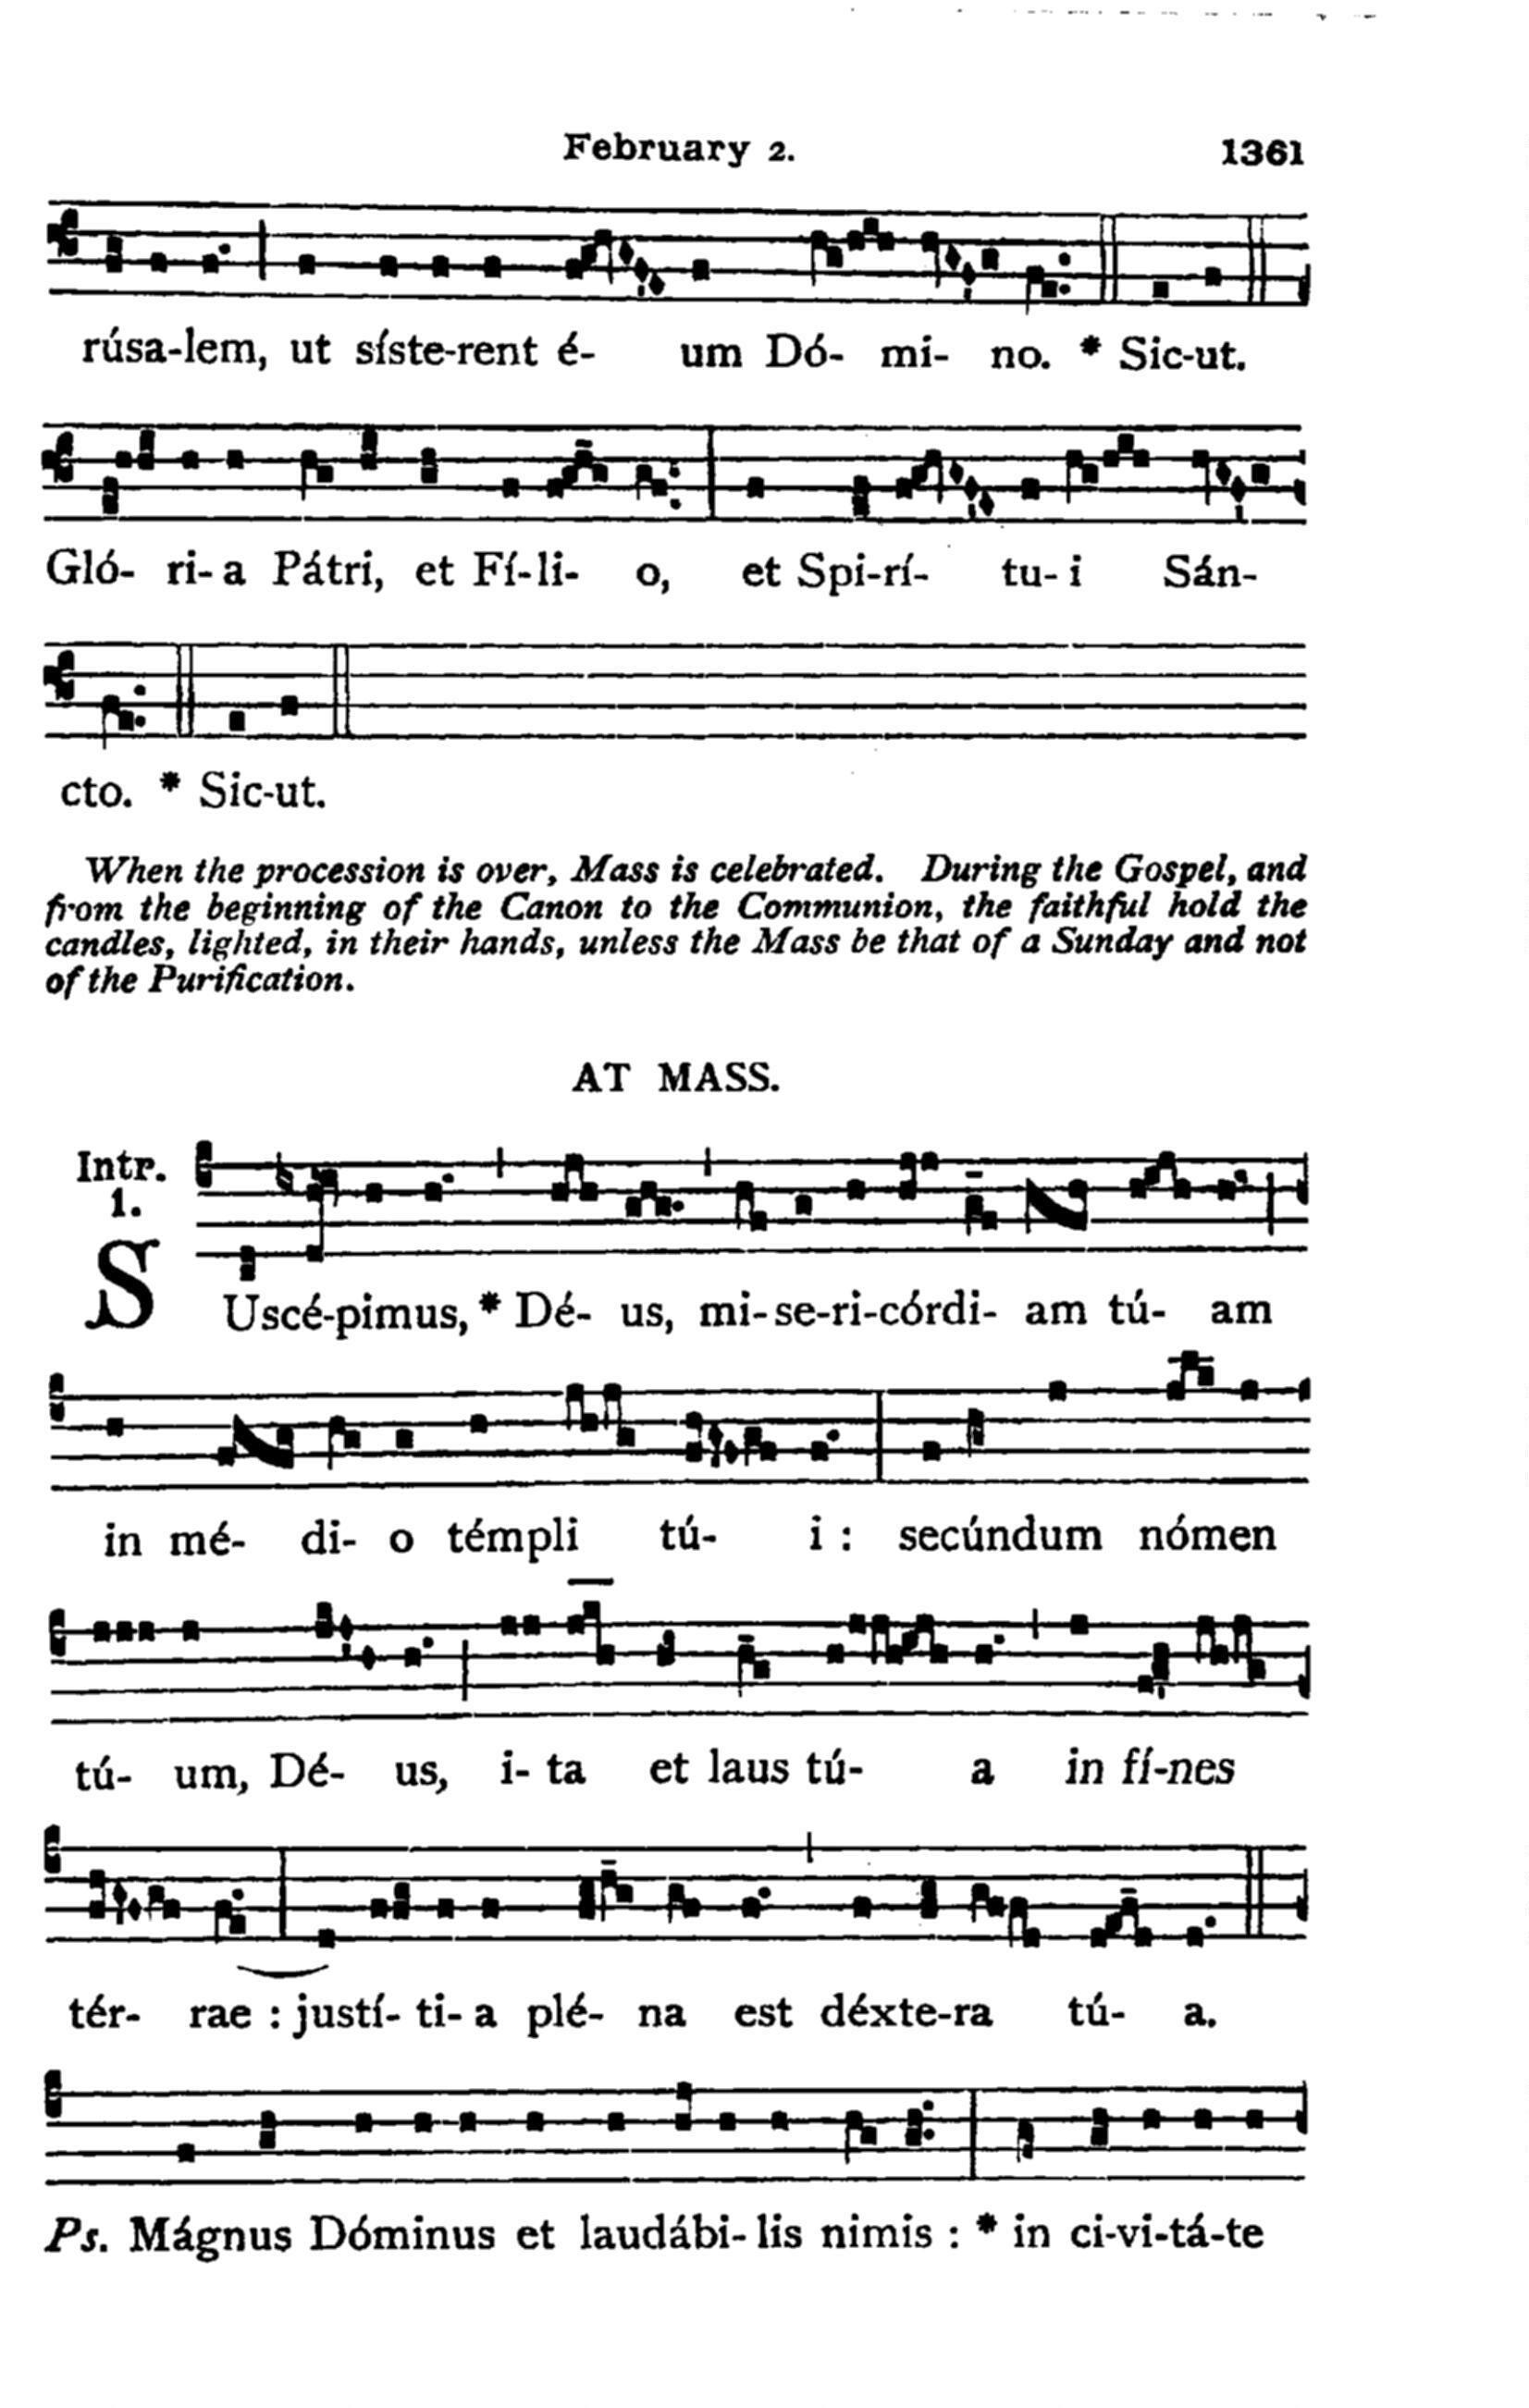 February 2. 1361
rúsa-lem, ut síste-rent é- um Dó- mi- no. * Sic-ut.
Gló- ri- a Pátri, et Fí-li- o, et Spi-rí- tu- i Sán-
cto. * Sic-ut.
When the procession is over, Mass is celebrated. During the Gospel, and
from the beginning of the Canon to the Communion, the faithful hold the
candles, lighted, in their hands, unless the Mass be that of a Sunday and not
of the Purification.
AT MASS.
Intr.
1.
SUscé-pimus, * Dé- us, mi-se-ri-córdi- am tú- am
in mé- di- o témpli tú- i : secúndum nómen
tú- um, Dé- us, i- ta et laus tú- a in fí-nes
tér- rae : justí- ti- a plé- na est déxte-ra tú- a.
Ps. Mágnus Dóminus et laudábi- lis nimis : * in ci-vi-tá-te